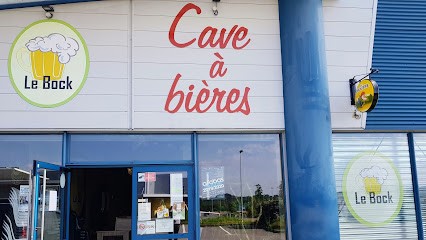 Le Bock
Cave
à
bières
Le Bock